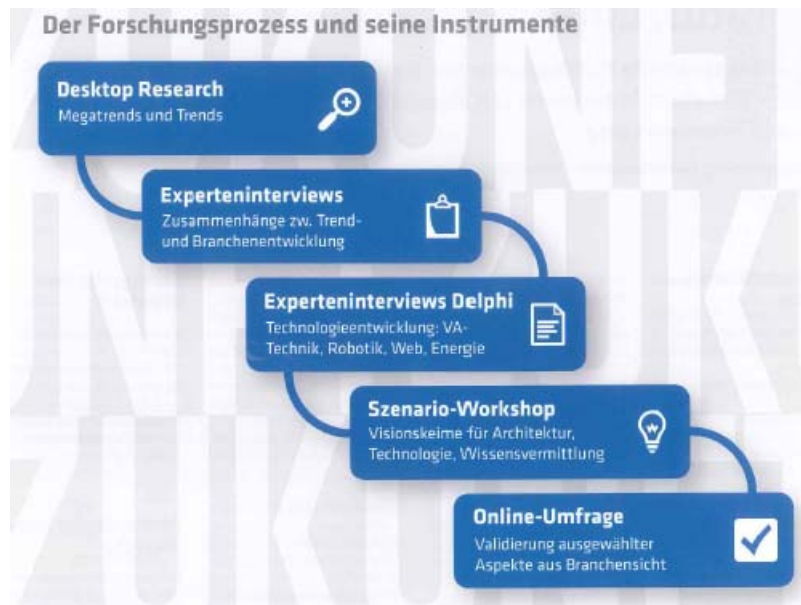 Der Forschungsprozess und seine Instrumente
Desktop Research
Megatrends und Trends
Experteninterviews
Zusammenhänge zw. Trend-
und Branchenentwicklung
Experteninterviews Delphi
Technologieentwicklung: VA-
Technik, Robotik, Web, Energie
Szenario-Workshop
Visionskeime für Architektur,
Technologie, Wissensvermittlung
Online-Umfrage
Validierung ausgewählter
Aspekte aus Branchensicht